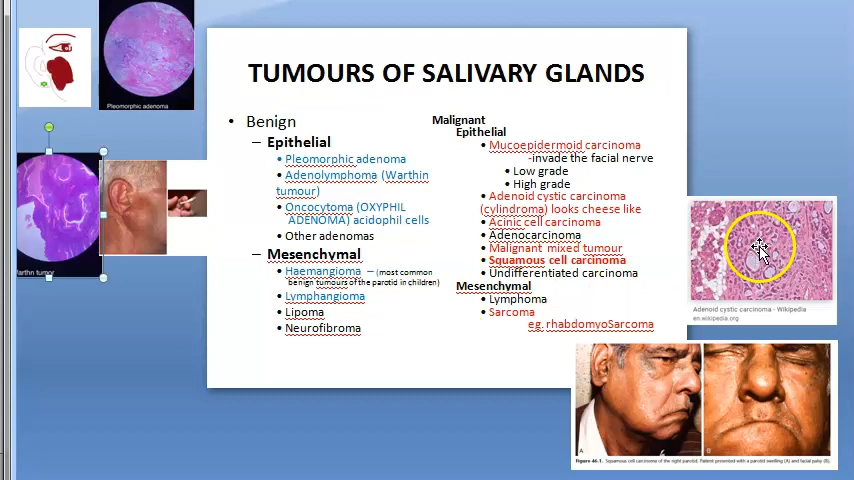 Pleomorphic adenoma
Warthin tumor
TUMOURS OF SALIVARY GLANDS
• Benign
– Epithelial
• Pleomorphic adenoma
• Adenolymphoma (Warthin
tumour)
• Oncocytoma (OXYPHIL
ADENOMA) acidophil cells
• Other adenomas
– Mesenchymal
• Haemangioma – (most common
benign tumours of the parotid in children)
• Lymphangioma
• Lipoma
• Neurofibroma
Malignant
Epithelial
• Mucoepidermoid carcinoma
-invade the facial nerve
• Low grade
• High grade
• Adenoid cystic carcinoma
(cylindroma) looks cheese like
• Acinic cell carcinoma
• Adenocarcinoma
• Malignant mixed tumour
• Squamous cell carcinoma
• Undifferentiated carcinoma
Mesenchymal
• Lymphoma
• Sarcoma
eg. rhabdomyoSarcoma
Adenoid cystic carcinoma - Wikipedia
en.wikipedia.org
A
Figure 46-1. Squamous cell carcinoma of the right parotid. Patient presented with a parotid swelling (A) and facial palsy (B).